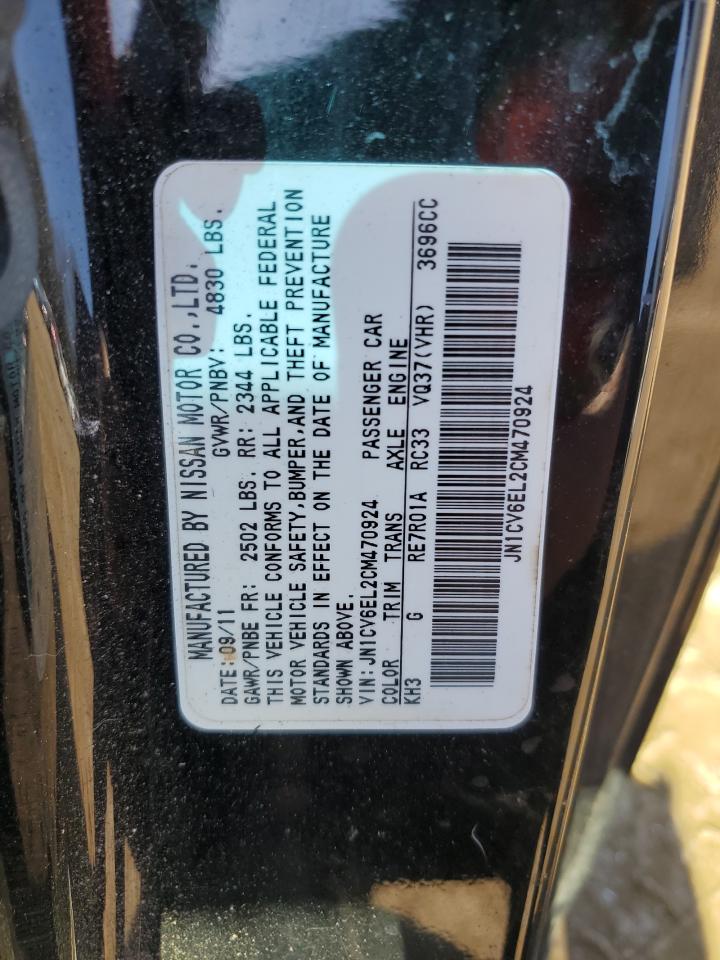 MANUFACTURED BY NISSAN MOTOR CO.,LTD.
DATE:09/11 GVWR/PNBV: 4830 LBS.
GAWR/PNBE FR: 2502 LBS. RR: 2344 LBS.
THIS VEHICLE CONFORMS TO ALL APPLICABLE FEDERAL
MOTOR VEHICLE SAFETY,BUMPER,AND THEFT PREVENTION
STANDARDS IN EFFECT ON THE DATE OF MANUFACTURE
SHOWN ABOVE.
VIN:JN1CV6EL2CM470924 PASSENGER CAR
COLOR TRIM TRANS AXLE ENGINE
KH3 G RE7R01A RC33 VQ37(VHR) 3696CC
JN1CV6EL2CM470924